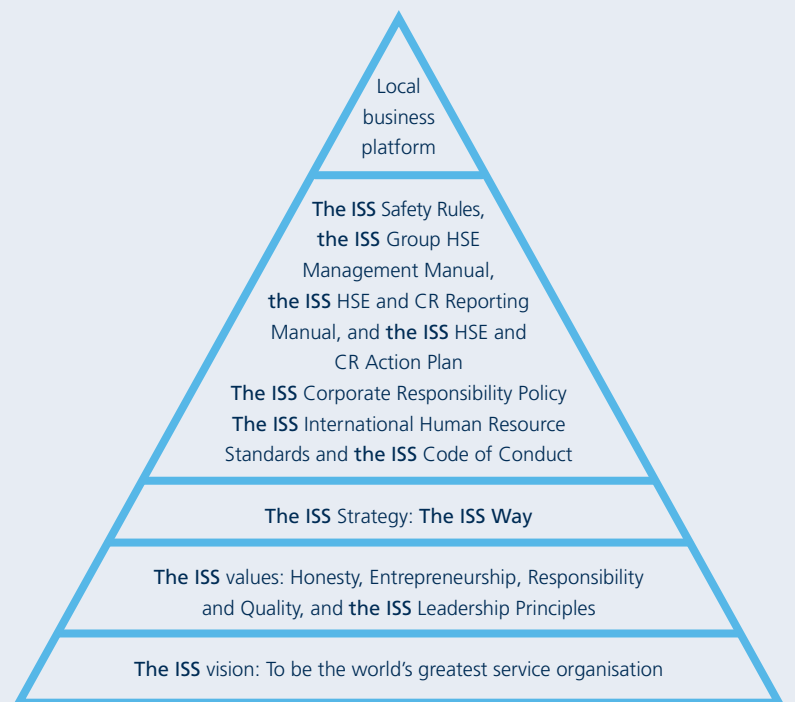 Local
business
platform
The ISS Safety Rules,
the ISS Group HSE
Management Manual,
the ISS HSE and CR Reporting
Manual, and the ISS HSE and
CR Action Plan
The ISS Corporate Responsibility Policy
The ISS International Human Resource
Standards and the ISS Code of Conduct
The ISS Strategy: The ISS Way
The ISS values: Honesty, Entrepreneurship, Responsibility
and Quality, and the ISS Leadership Principles
The ISS vision: To be the world’s greatest service organisation